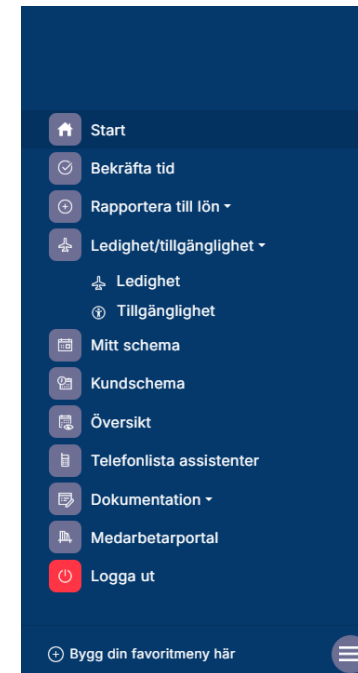 Start
Bekräfta tid
Rapportera till lön
Ledighet/tillgänglighet
Ledighet
Tillgänglighet
Mitt schema
Kundschema
Översikt
Telefonlista assistenter
Dokumentation
Medarbetarportal
Logga ut
Bygg din favoritmeny här